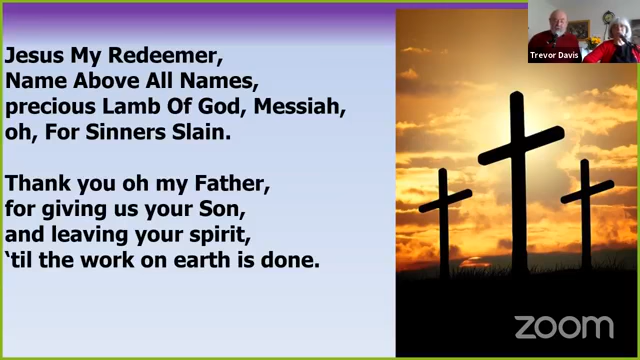 Jesus My Redeemer,
Name Above All Names,
precious Lamb Of God, Messiah,
oh, For Sinners Slain.
Thank you oh my Father,
for giving us your Son,
and leaving your spirit,
‘til the work on earth is done.
Trevor Davis
zoom